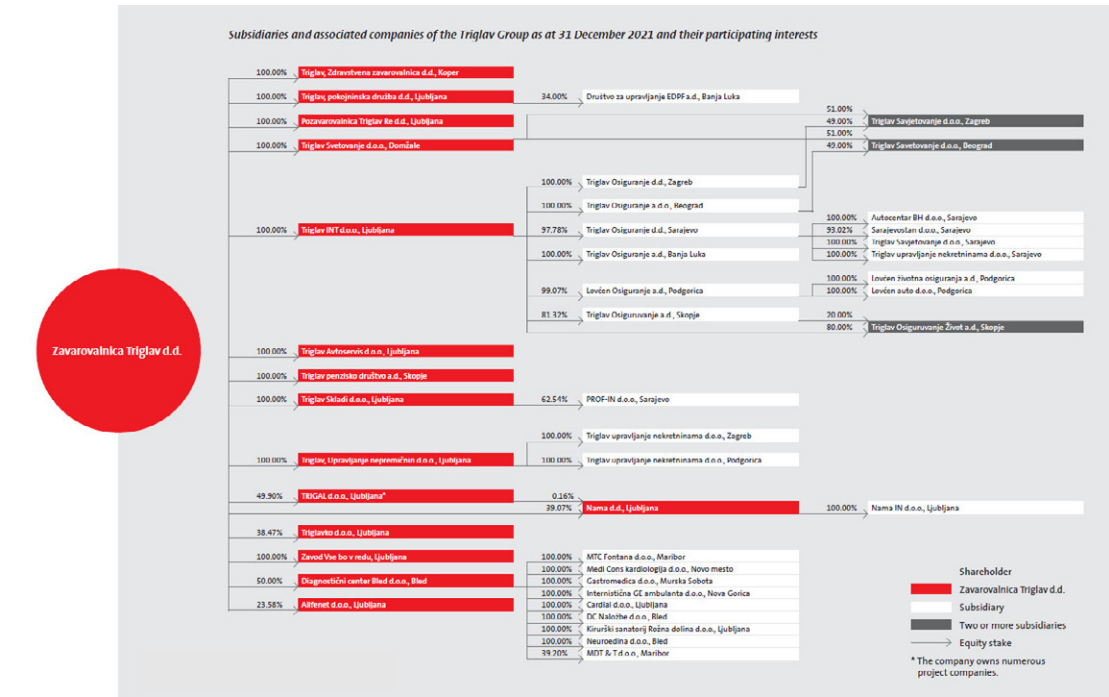 Subsidiaries and associated companies of the Triglav Group as at 31 December 2021 and their participating interests
100.00% Triglav, Zdravstvena zavarovalnica d.d., Koper
100.00% Triglav, pokojninska družba d.d., Ljubljana
34.00% Društvo za upravljanje EDPF a.d., Banja Luka
100.00% Pozavarovalnica Triglav Re d.d., Ljubljana
51.00%
49.00% Triglav Savjetovanje d.o.o., Zagreb
100.00% Triglav Svetovanje d.o.o., Domžale
51.00%
49.00% Triglav Savetovanje d.o.o., Beograd
100.00% Triglav INT d.o.o., Ljubljana
100.00% Triglav Osiguranje d.d., Zagreb
100.00% Triglav Osiguranje a.d.o., Beograd
97.78% Triglav Osiguranje d.d., Sarajevo
100.00% Autocentar BH d.o.o., Sarajevo
93.02% Sarajevostan d.o.o., Sarajevo
100.00% Triglav Savjetovanje d.o.o., Sarajevo
100.00% Triglav upravljanje nekretninama d.o.o., Sarajevo
100.00% Triglav Osiguranje a.d., Banja Luka
99.07% Lovćen Osiguranje a.d., Podgorica
100.00% Lovćen životna osiguranja a.d., Podgorica
100.00% Lovćen auto d.o.o., Podgorica
81.32% Triglav Osiguruvanje a.d., Skopje
20.00%
80.00% Triglav Osiguruvanje Život a.d., Skopje
Zavarovalnica Triglav d.d.
100.00% Triglav Avtoservis d.o.o., Ljubljana
100.00% Triglav penzisko društvo a.d., Skopje
100.00% Triglav Skladi d.o.o., Ljubljana
62.54% PROF-IN d.o.o., Sarajevo
100.00% Triglav, Upravljanje nepremičnin d.o.o., Ljubljana
100.00% Triglav upravljanje nekretninama d.o.o., Zagreb
100.00% Triglav upravljanje nekretninama d.o.o., Podgorica
49.90% TRIGAL d.o.o., Ljubljana*
0.16%
39.07% Nama d.d., Ljubljana
100.00% Nama IN d.o.o., Ljubljana
38.47% Triglavko d.o.o., Ljubljana
100.00% Zavod Vse bo v redu, Ljubljana
50.00% Diagnostični center Bled d.o.o., Bled
100.00% MTC Fontana d.o.o., Maribor
100.00% Medi Cons kardiologija d.o.o., Novo mesto
100.00% Gastromedica d.o.o., Murska Sobota
100.00% Internistična GE ambulanta d.o.o., Nova Gorica
100.00% Cardial d.o.o., Ljubljana
100.00% DC Naložbe d.o.o., Bled
100.00% Kirurški sanatorij Rožna dolina d.o.o., Ljubljana
100.00% Neuroedina d.o.o., Bled
39.20% MDT & T d.o.o., Maribor
23.58% Alifenet d.o.o., Ljubljana
Shareholder
Zavarovalnica Triglav d.d.
Subsidiary
Two or more subsidiaries
Equity stake
* The company owns numerous
project companies.